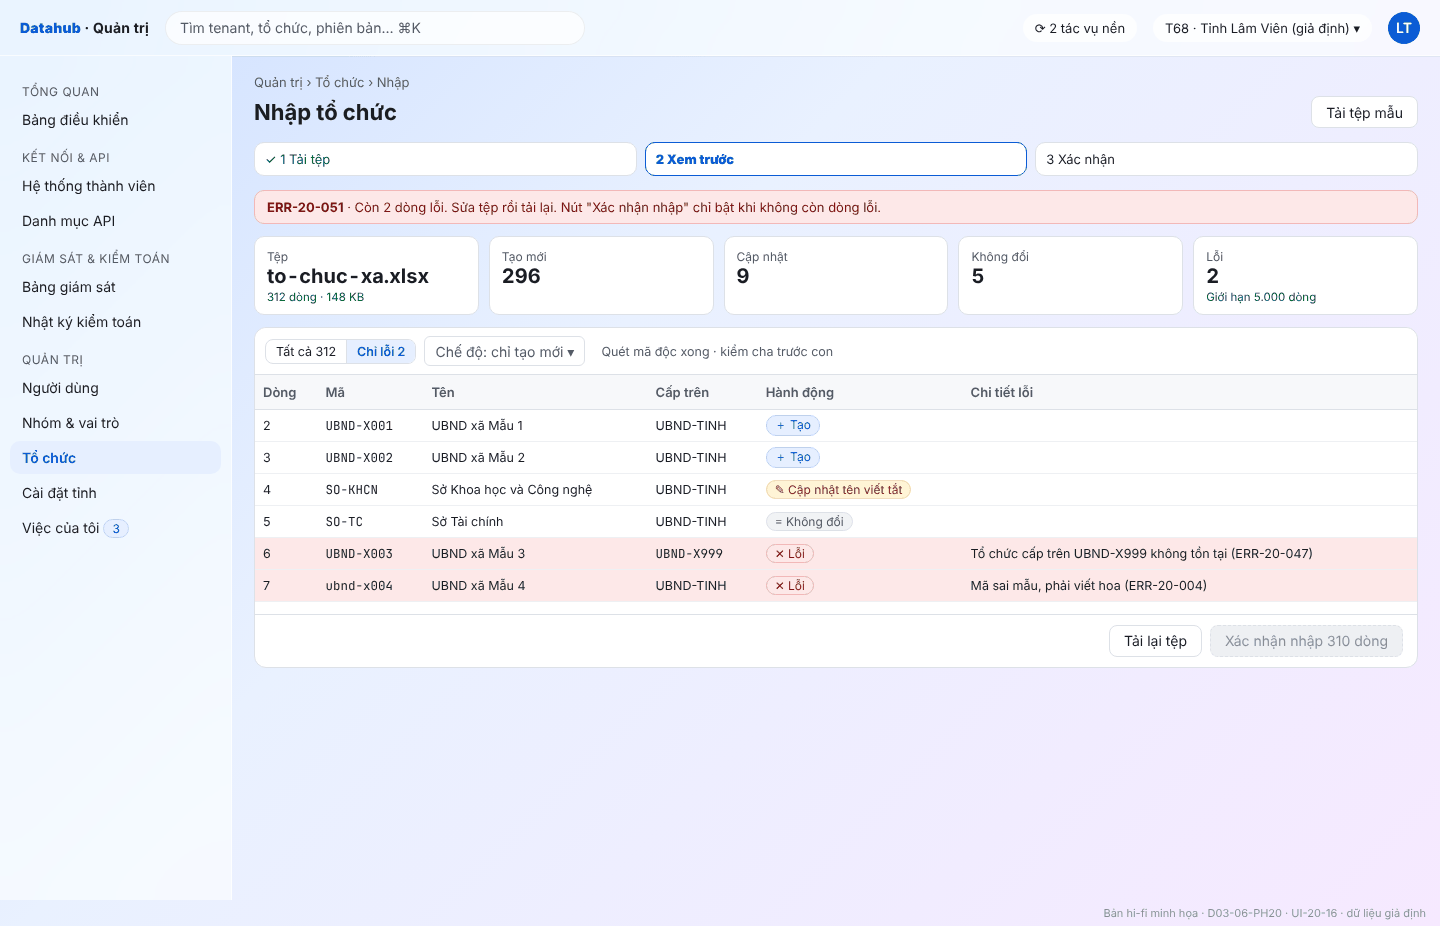 Datahub · Quản trị
Tìm tenant, tổ chức, phiên bản... ⌘K
⟳ 2 tác vụ nền
T68 · Tỉnh Lâm Viên (giả định) ▾
LT
TỔNG QUAN
Bảng điều khiển
KẾT NỐI & API
Hệ thống thành viên
Danh mục API
GIÁM SÁT & KIỂM TOÁN
Bảng giám sát
Nhật ký kiểm toán
QUẢN TRỊ
Người dùng
Nhóm & vai trò
Tổ chức
Cài đặt tỉnh
Việc của tôi 3
Quản trị › Tổ chức › Nhập
Nhập tổ chức
Tải tệp mẫu
✓ 1 Tải tệp
2 Xem trước
3 Xác nhận
ERR-20-051 · Còn 2 dòng lỗi. Sửa tệp rồi tải lại. Nút "Xác nhận nhập" chỉ bật khi không còn dòng lỗi.
Tệp
to-chuc-xa.xlsx
312 dòng · 148 KB
Tạo mới
296
Cập nhật
9
Không đổi
5
Lỗi
2
Giới hạn 5.000 dòng
Tất cả 312
Chỉ lỗi 2
Chế độ: chỉ tạo mới ▾
Quét mã độc xong · kiểm cha trước con
Dòng Mã Tên Cấp trên Hành động Chi tiết lỗi
2 UBND-X001 UBND xã Mẫu 1 UBND-TINH + Tạo
3 UBND-X002 UBND xã Mẫu 2 UBND-TINH + Tạo
4 SO-KHCN Sở Khoa học và Công nghệ UBND-TINH ✎ Cập nhật tên viết tắt
5 SO-TC Sở Tài chính UBND-TINH = Không đổi
6 UBND-X003 UBND xã Mẫu 3 UBND-X999 ✕ Lỗi Tổ chức cấp trên UBND-X999 không tồn tại (ERR-20-047)
7 ubnd-x004 UBND xã Mẫu 4 UBND-TINH ✕ Lỗi Mã sai mẫu, phải viết hoa (ERR-20-004)
Tải lại tệp
Xác nhận nhập 310 dòng
Bản hi-fi minh họa · D03-06-PH20 · UI-20-16 · dữ liệu giả định